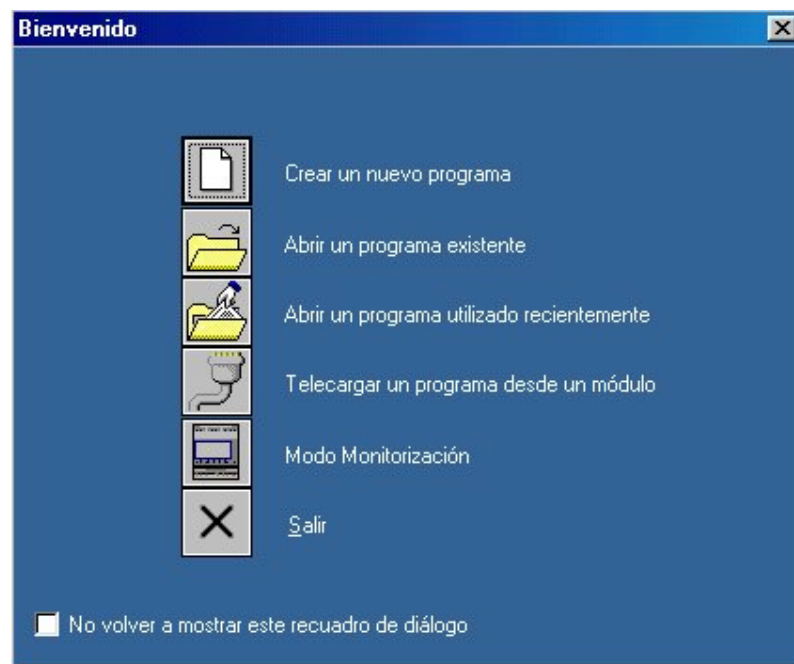 Bienvenido
Crear un nuevo programa
Abrir un programa existente
Abrir un programa utilizado recientemente
Telecargar un programa desde un módulo
Modo Monitorización
Salir
No volver a mostrar este recuadro de diálogo